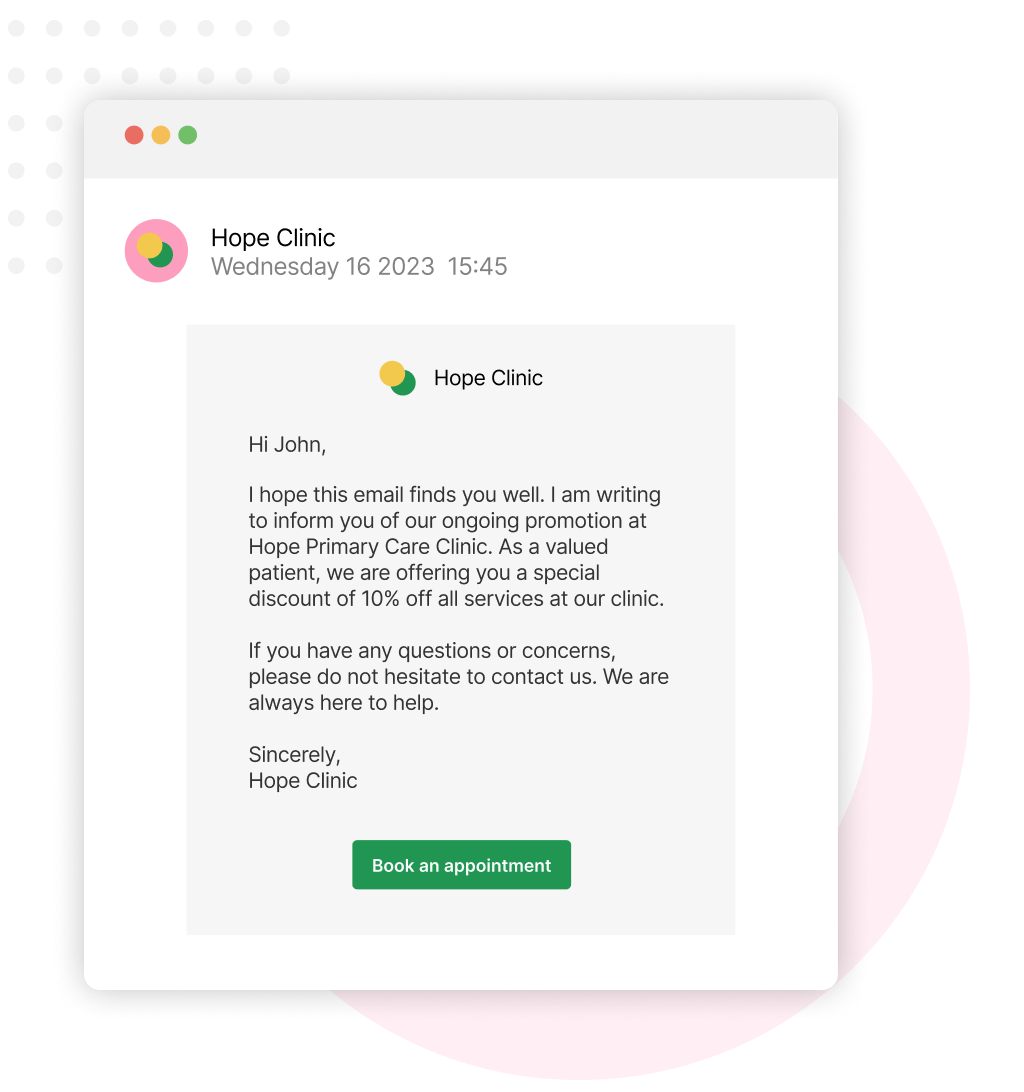 Hope Clinic
Wednesday 16 2023 15:45
Hope Clinic
Hi John,
I hope this email finds you well. I am writing
to inform you of our ongoing promotion at
Hope Primary Care Clinic. As a valued
patient, we are offering you a special
discount of 10% off all services at our clinic.
If you have any questions or concerns,
please do not hesitate to contact us. We are
always here to help.
Sincerely,
Hope Clinic
Book an appointment